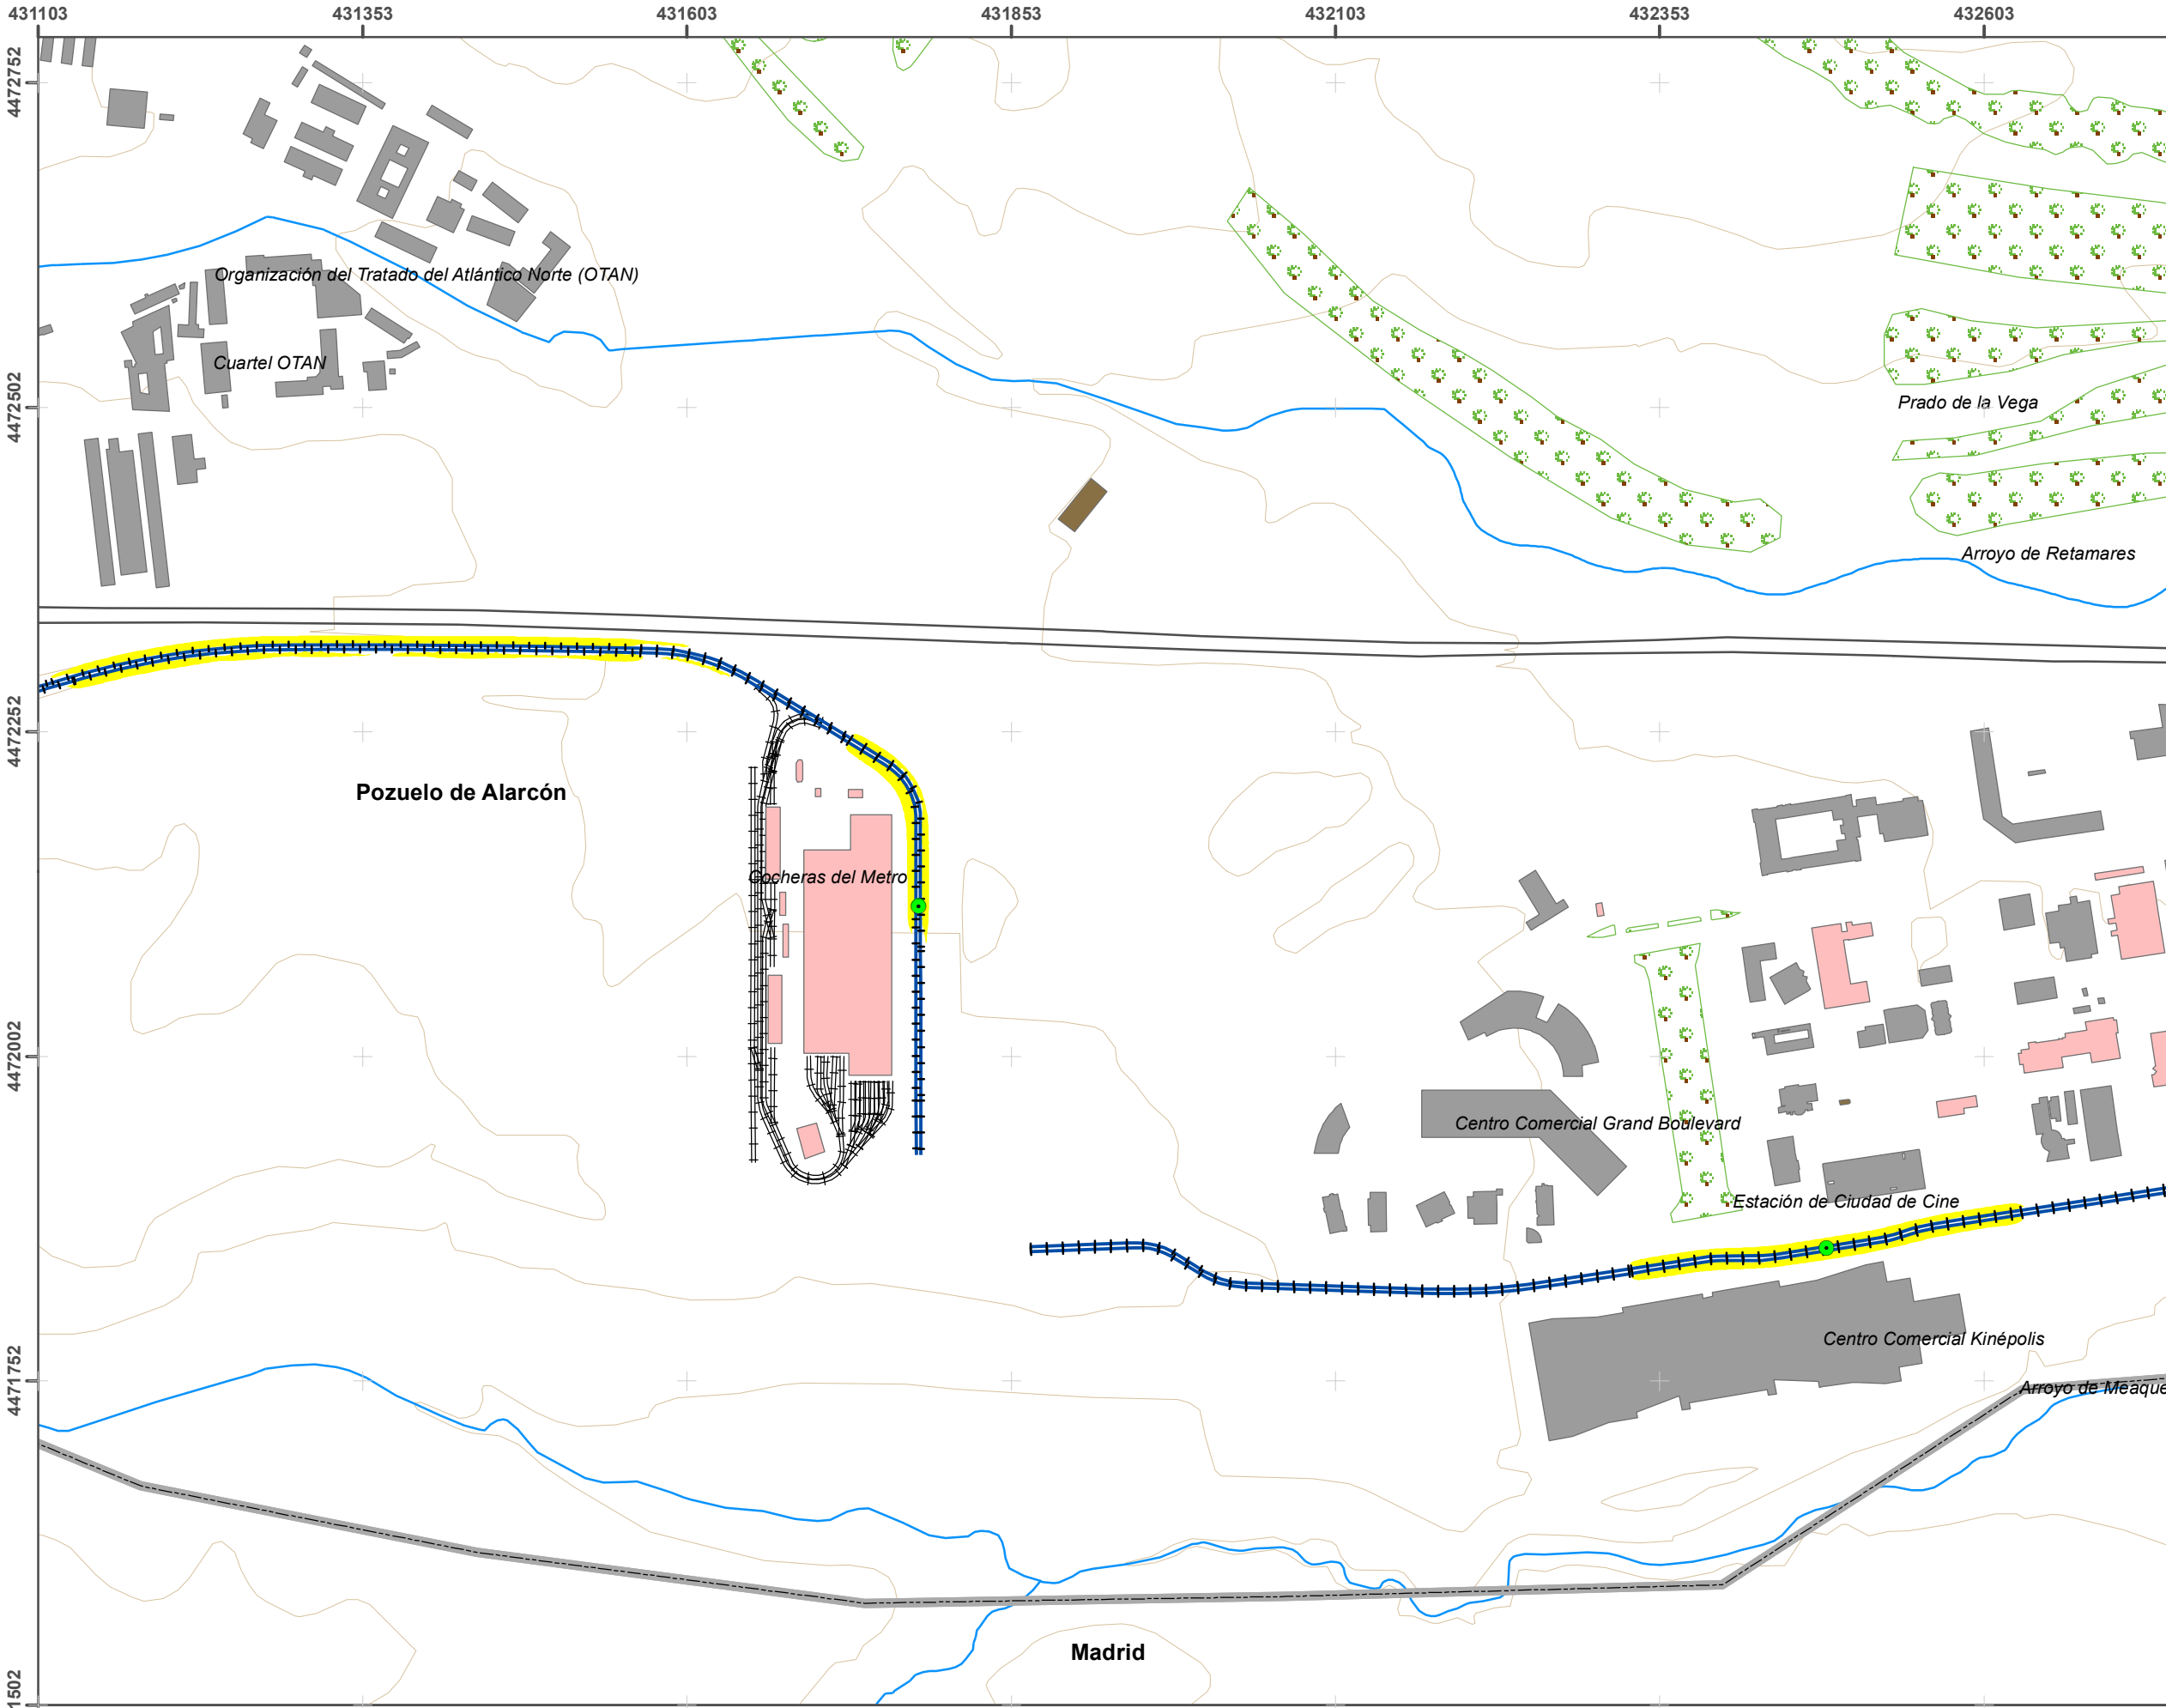 431103
431353
431603
431853
432103
432353
432603
4472752
Organización del Tratado del Atlántico Norte (OTAN)
Cuartel OTAN
4472502
Prado de la Vega
Arroyo de Retamares
4472252
Pozuelo de Alarcón
Cocheras del Metro
4472002
Centro Comercial Grand Boulevard
Estación de Ciudad de Cine
Centro Comercial Kinépolis
4471752
Arroyo de Meaque
Madrid
1502